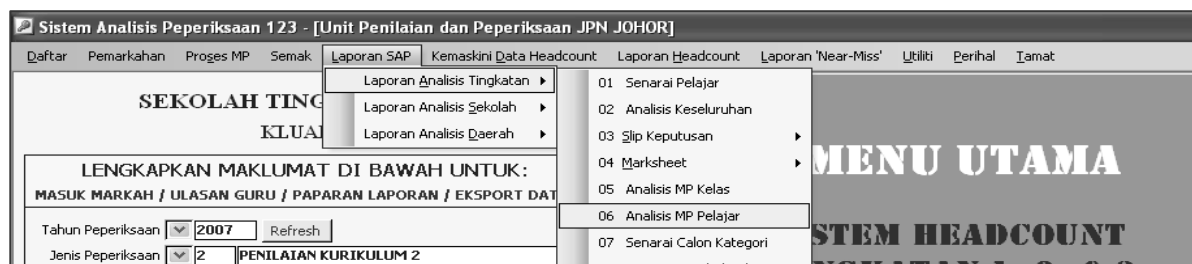 Sistem Analisis Peperiksaan 123 - [Unit Penilaian dan Peperiksaan JPN JOHOR]
Daftar Pemarkahan Proses MP Semak Laporan SAP Kemaskini Data Headcount Laporan Headcount Laporan 'Near-Miss' Utiliti Perihal Tamat
Laporan Analisis Tingkatan
Laporan Analisis Sekolah
Laporan Analisis Daerah
01 Senarai Pelajar
02 Analisis Keseluruhan
03 Slip Keputusan
04 Marksheet
05 Analisis MP Kelas
06 Analisis MP Pelajar
07 Senarai Calon Kategori
SEKOLAH TING
KLUA
LENGKAPKAN MAKLUMAT DI BAWAH UNTUK:
MASUK MARKAH / ULASAN GURU / PAPARAN LAPORAN / EKSPORT DAT
Tahun Peperiksaan 2007 Refresh
Jenis Peperiksaan 2 PENILAIAN KURIKULUM 2
MENU UTAMA
STEM HEADCOUNT